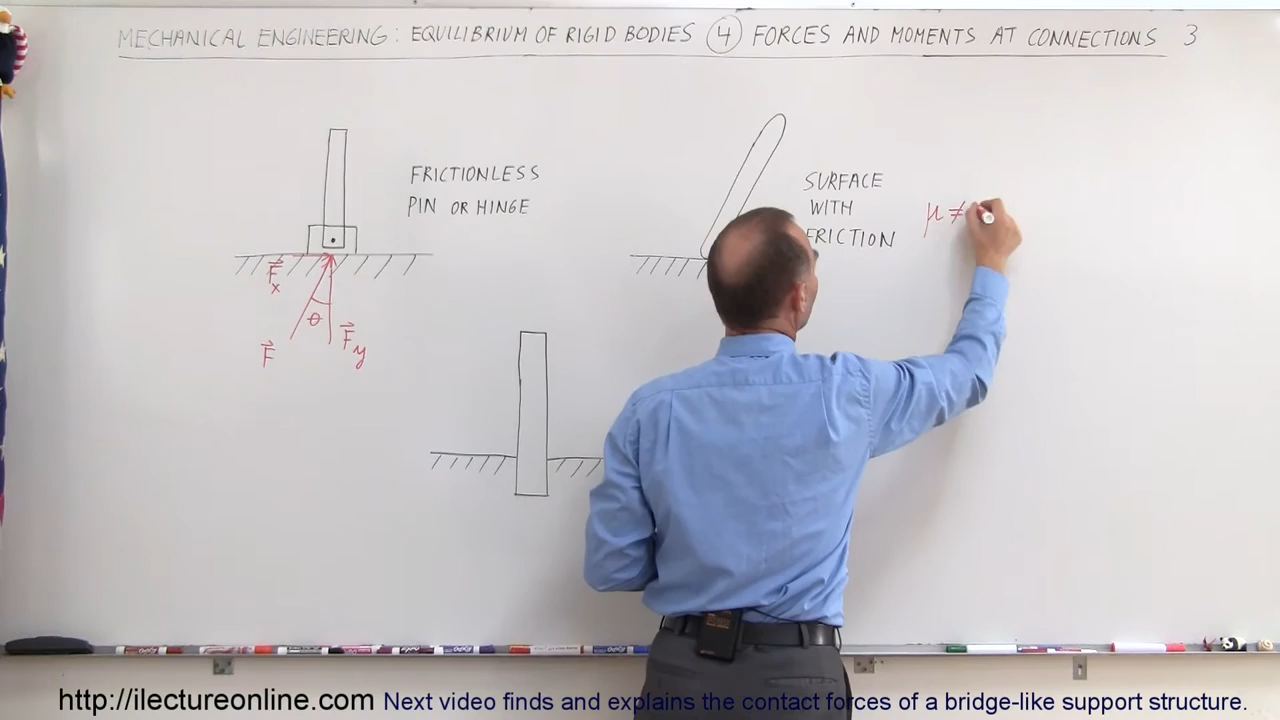 MECHANICAL ENGINEERING: EQUILIBRIUM OF RIGID BODIES 4 FORCES AND MOMENTS AT CONNECTIONS 3
FRICTIONLESS
PIN OR HINGE
SURFACE
WITH
FRICTION
μ ≠
F⃗x
θ
F⃗y
F⃗
http://ilectureonline.com Next video finds and explains the contact forces of a bridge-like support structure.